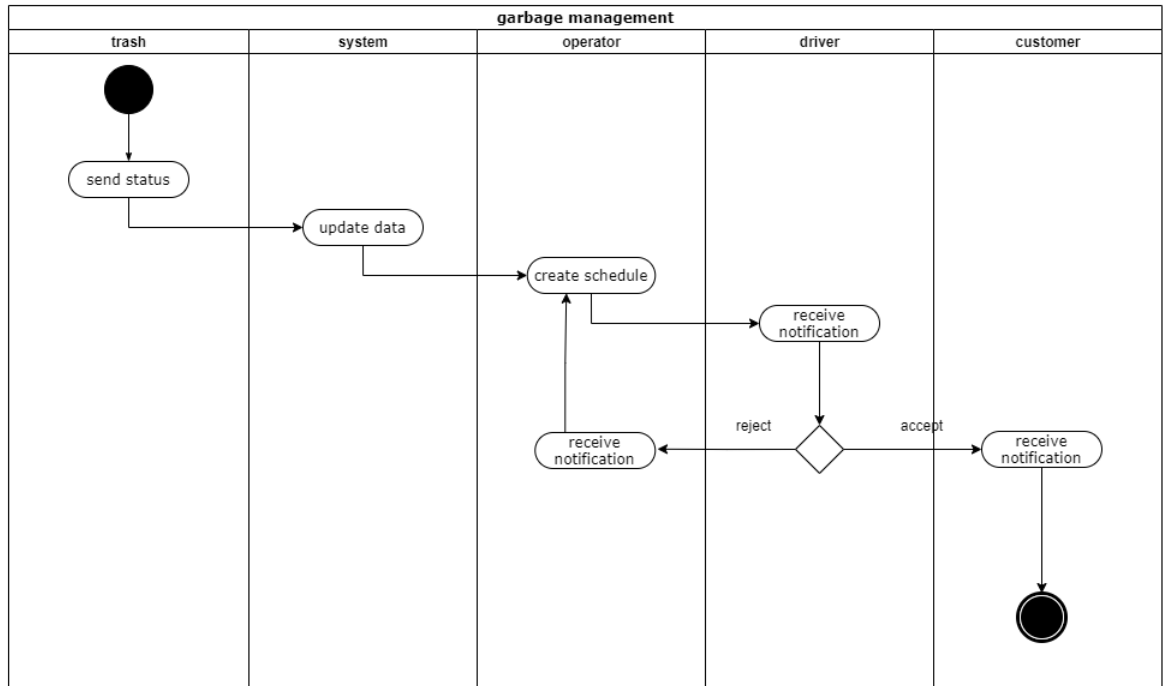 garbage management
trash
system
operator
driver
customer
send status
update data
create schedule
receive
notification
reject
accept
receive
notification
receive
notification